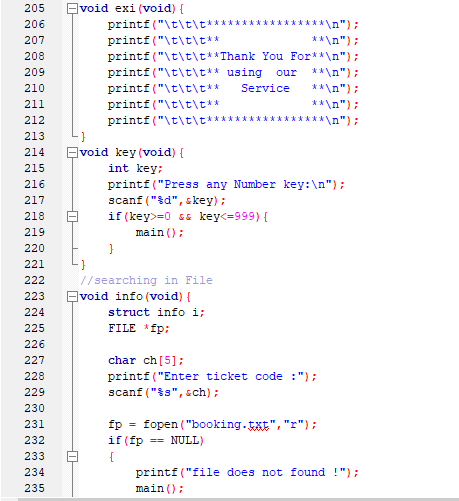 205 void exi(void){
206     printf("\t\t\t*****************\n");
207     printf("\t\t\t**             **\n");
208     printf("\t\t\t**Thank You For**\n");
209     printf("\t\t\t** using  our  **\n");
210     printf("\t\t\t**   Service   **\n");
211     printf("\t\t\t**             **\n");
212     printf("\t\t\t*****************\n");
213 }
214 void key(void){
215     int key;
216     printf("Press any Number key:\n");
217     scanf("%d",&key);
218     if(key>=0 && key<=999){
219         main();
220     }
221 }
222 //searching in File
223 void info(void){
224     struct info i;
225     FILE *fp;
226
227     char ch[5];
228     printf("Enter ticket code :");
229     scanf("%s",&ch);
230
231     fp = fopen("booking.txt","r");
232     if(fp == NULL)
233     {
234         printf("file does not found !");
235         main();